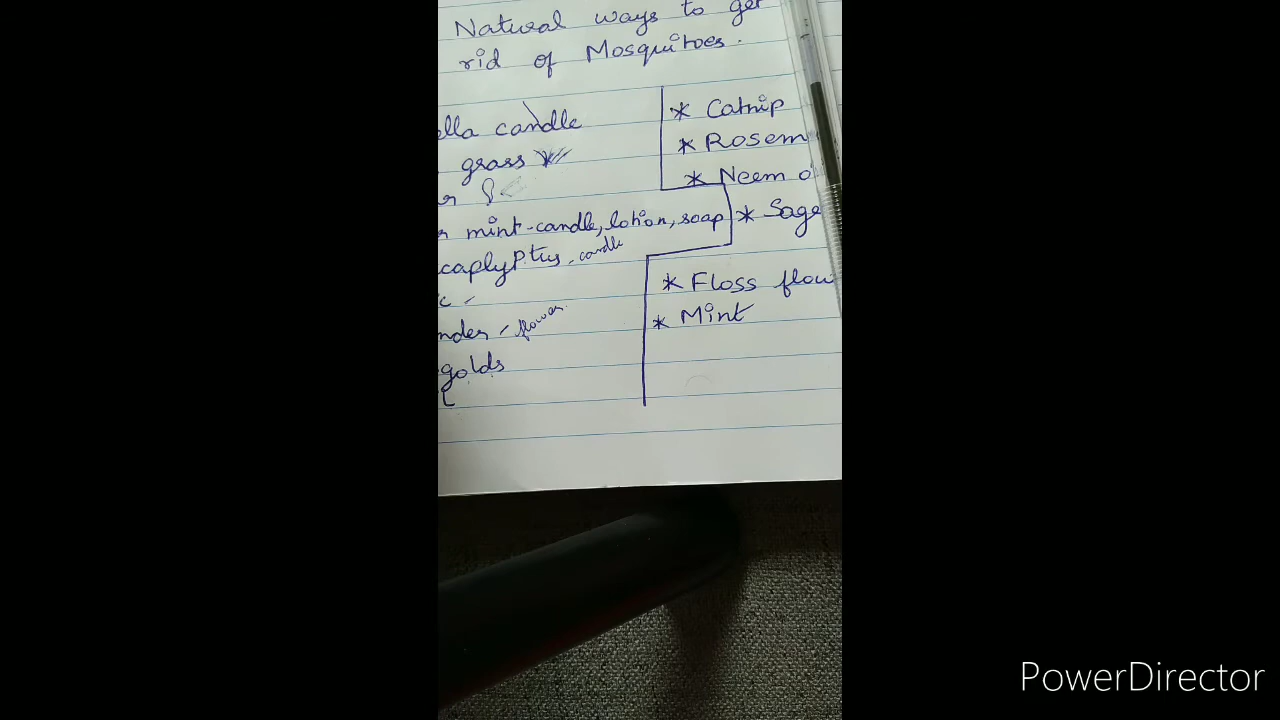 Natural ways to get
rid of Mosquitoes.
ella candle
grass
r
r mint-candle, lotion, soap
caplyptus - candle
c -
nder - flower
golds
* Catnip
* Rosem
* Neem o
* Sage
* Floss flow
* Mint
PowerDirector